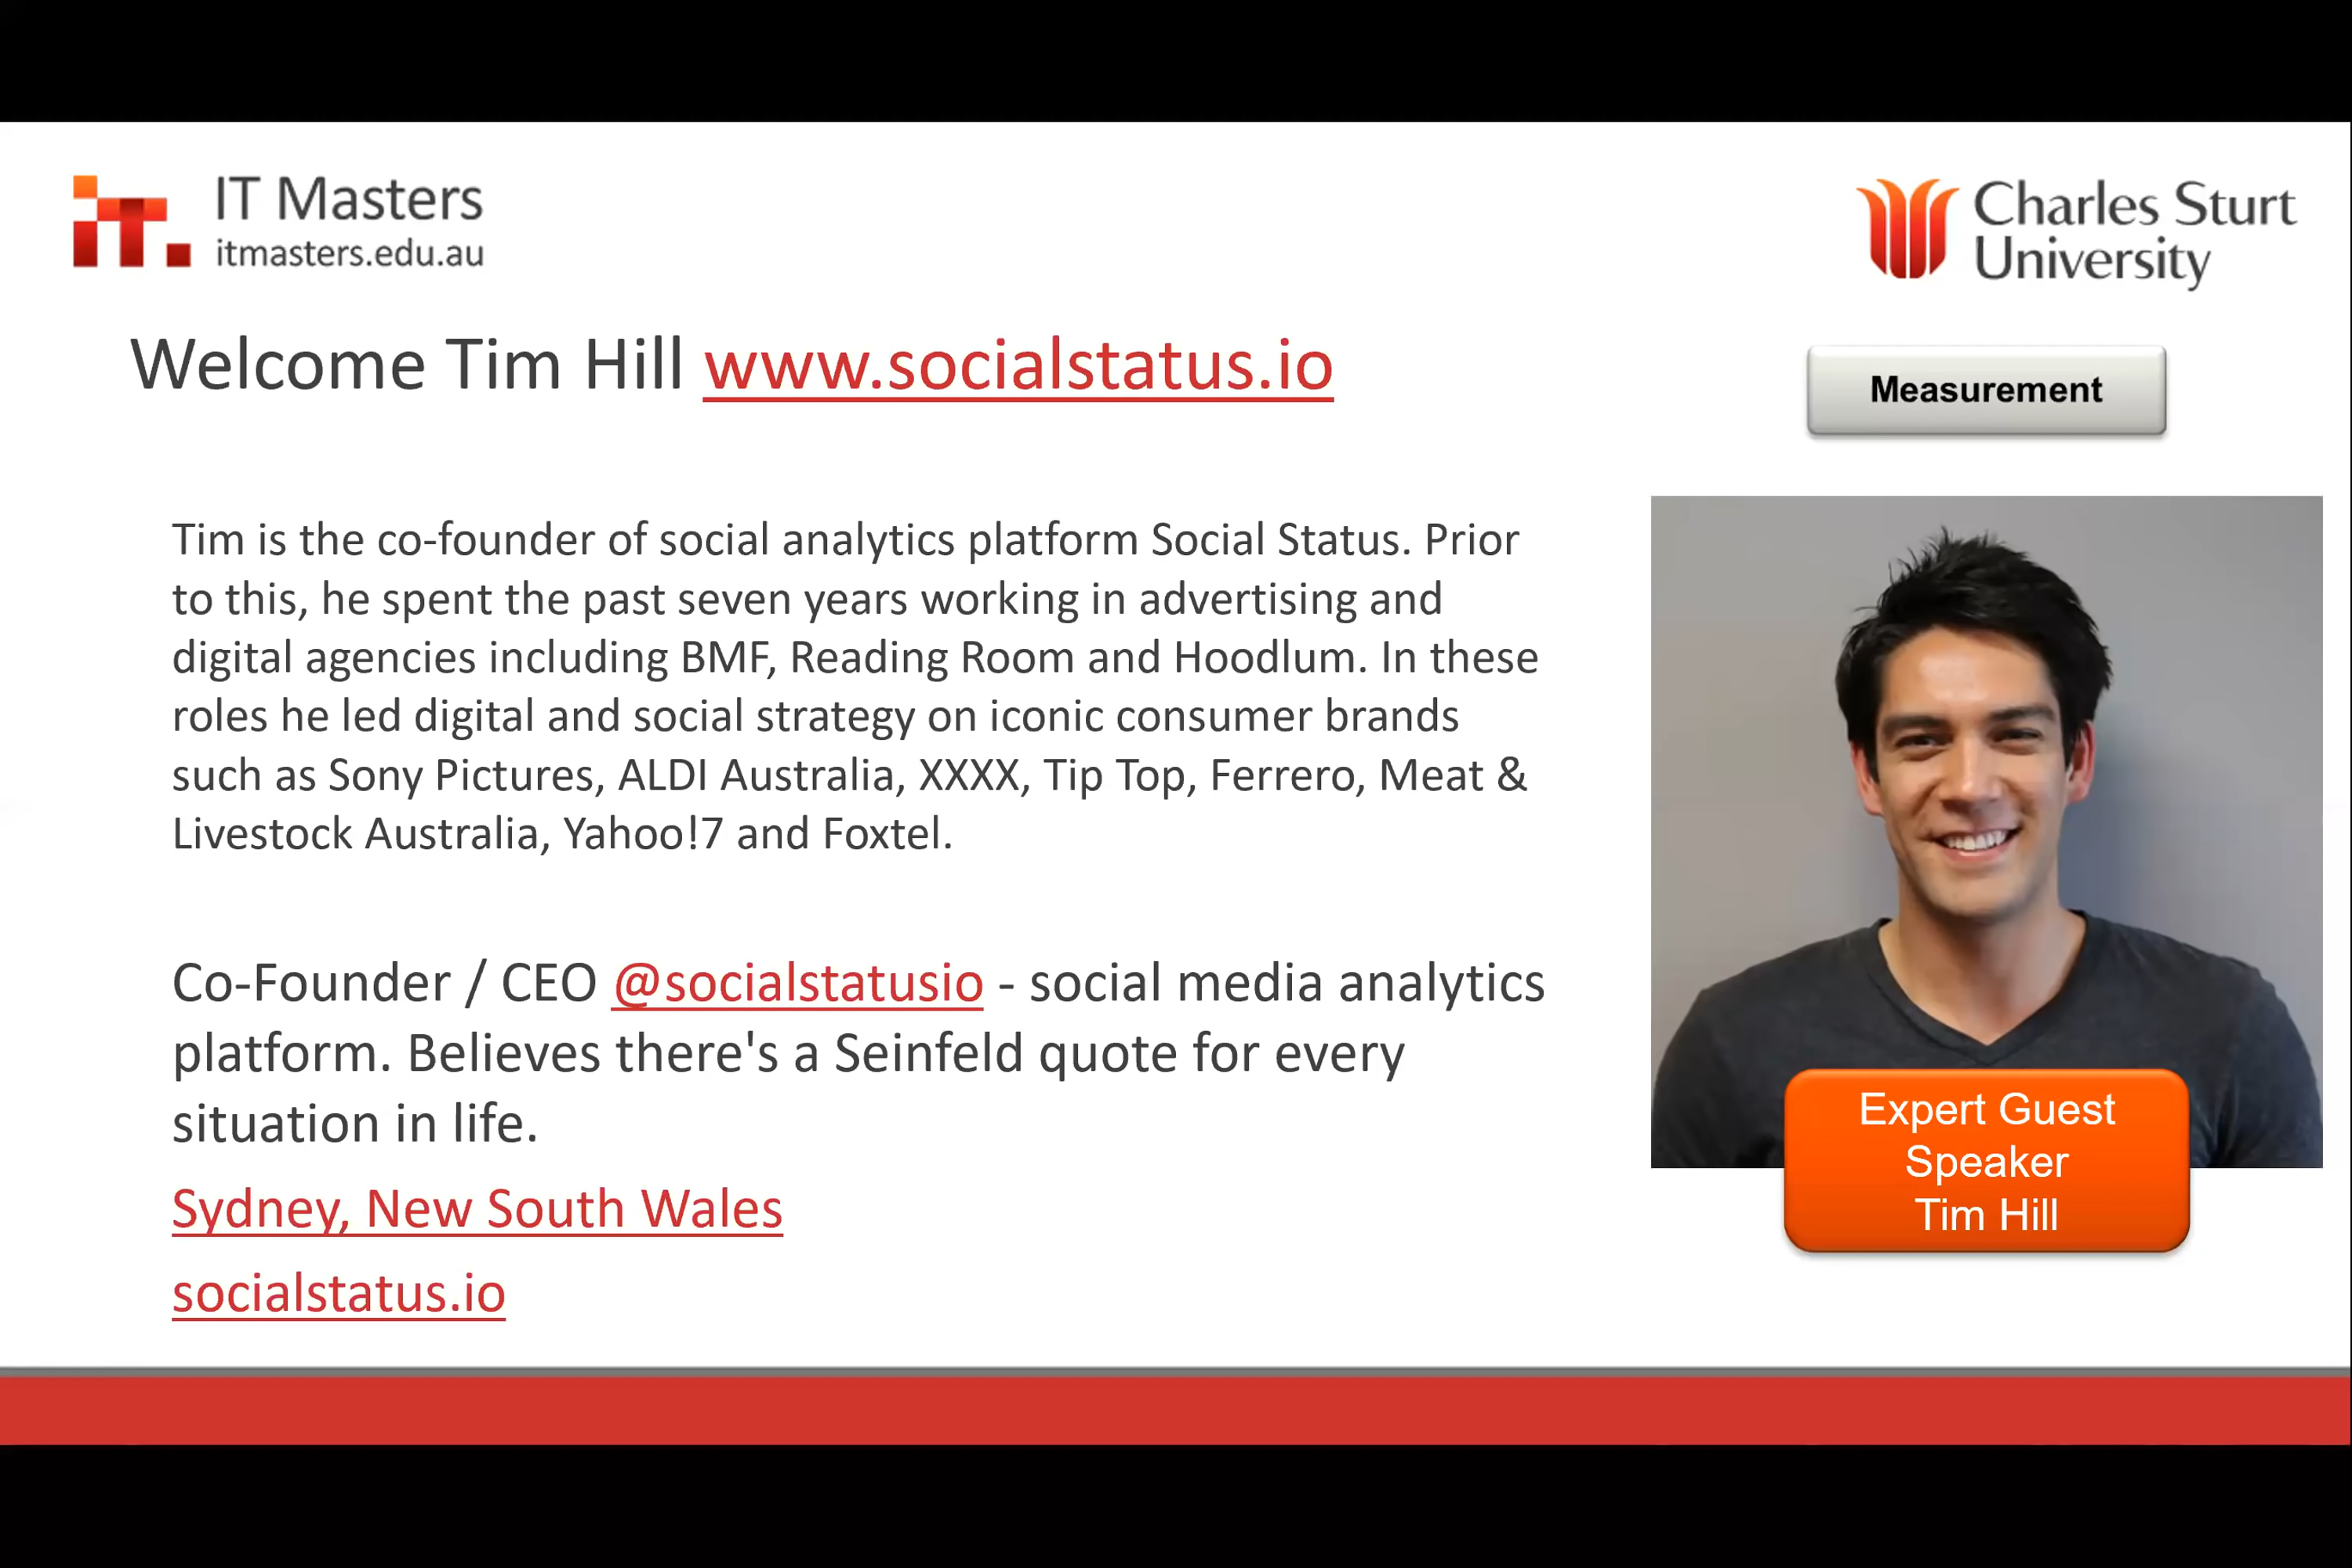 IT Masters
itmasters.edu.au
Charles Sturt
University
Welcome Tim Hill www.socialstatus.io
Measurement
Tim is the co-founder of social analytics platform Social Status. Prior
to this, he spent the past seven years working in advertising and
digital agencies including BMF, Reading Room and Hoodlum. In these
roles he led digital and social strategy on iconic consumer brands
such as Sony Pictures, ALDI Australia, XXXX, Tip Top, Ferrero, Meat &
Livestock Australia, Yahoo!7 and Foxtel.
Co-Founder / CEO @socialstatusio - social media analytics
platform. Believes there's a Seinfeld quote for every
situation in life.
Sydney, New South Wales
socialstatus.io
Expert Guest
Speaker
Tim Hill